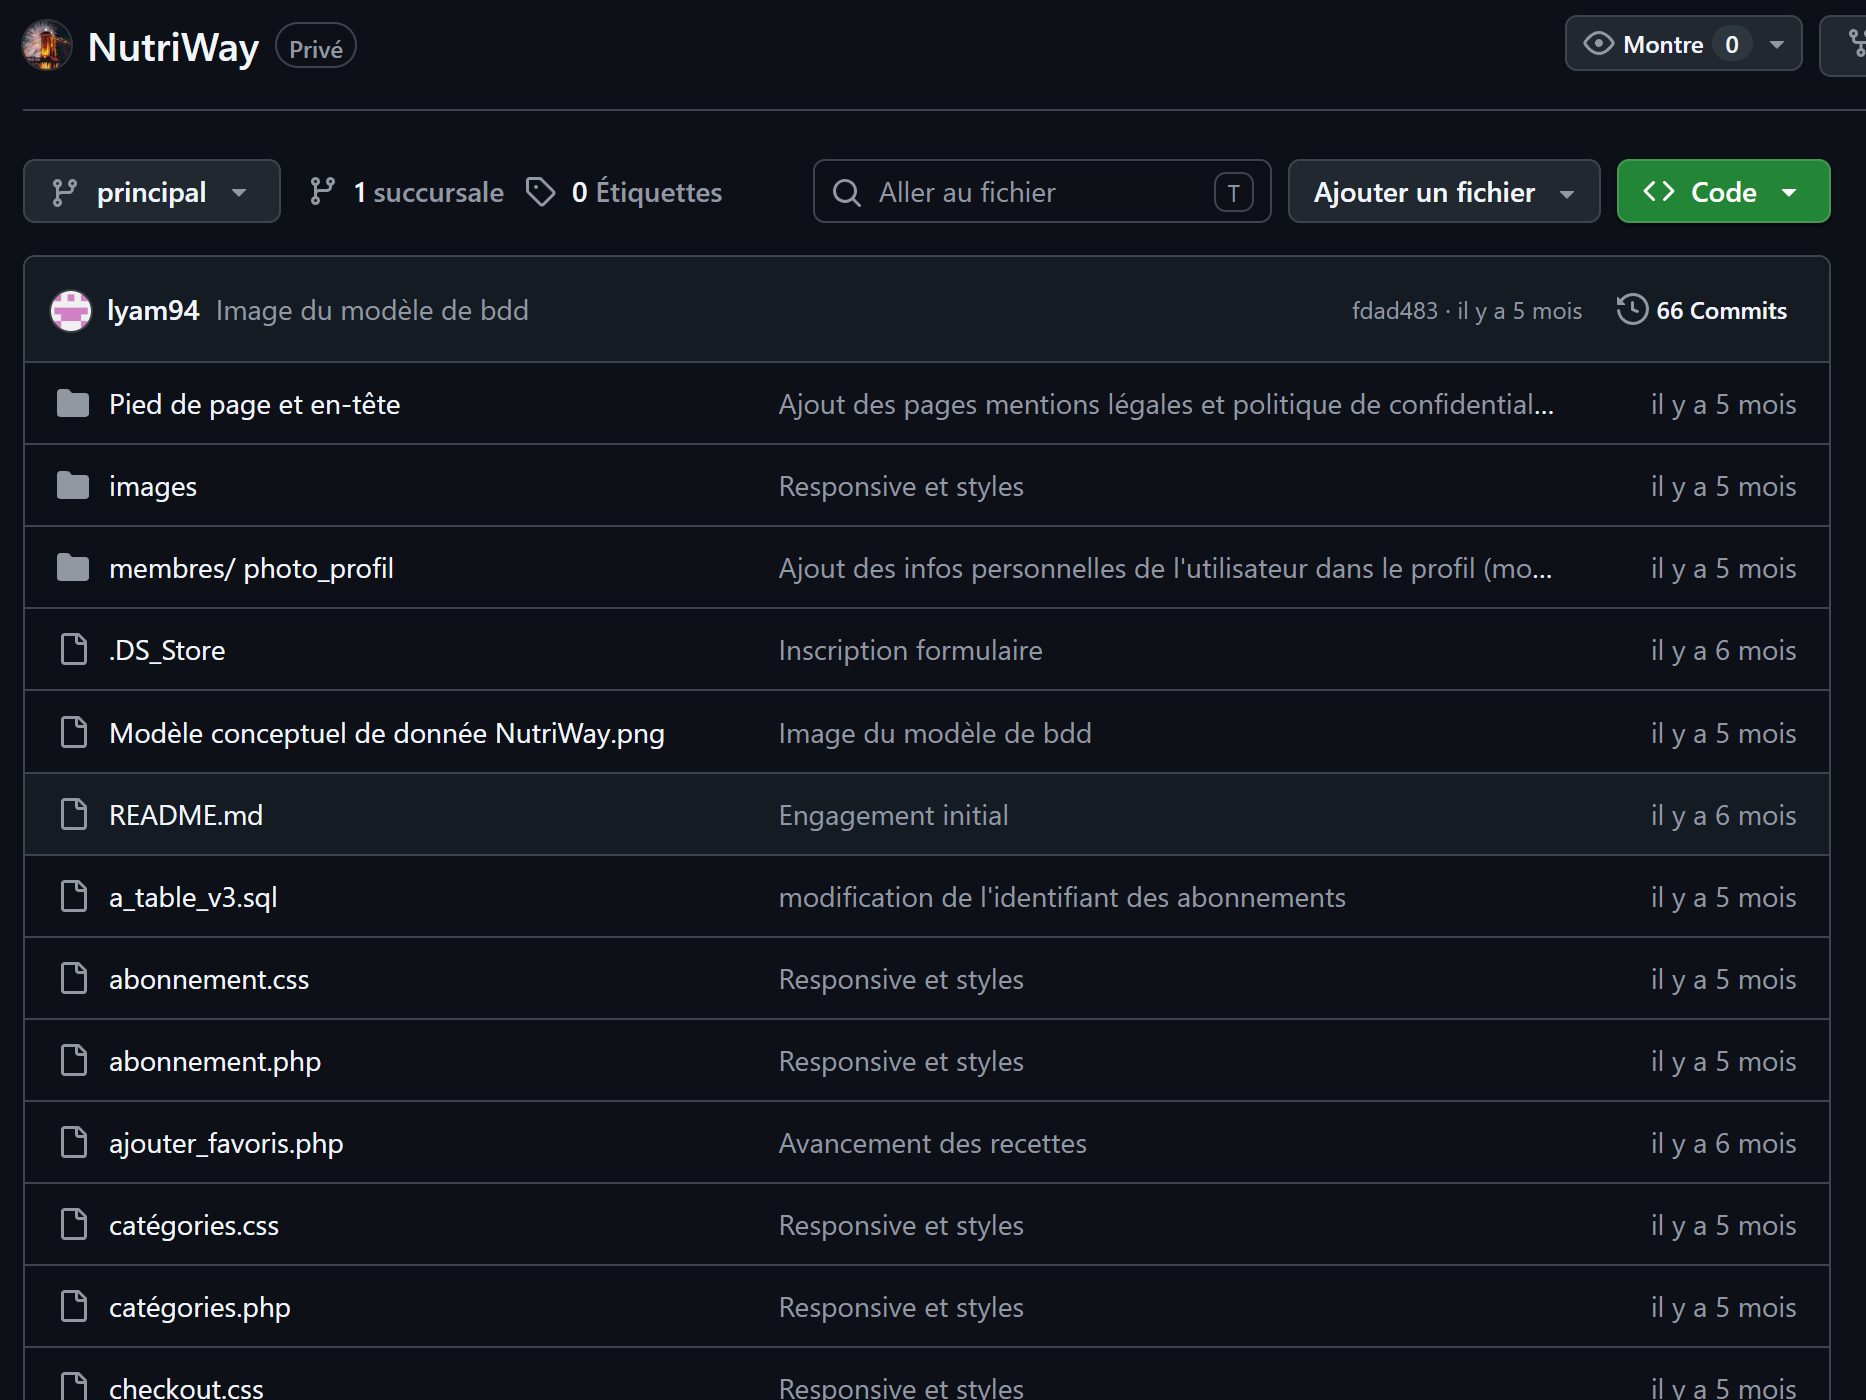 NutriWay Privé
Montre 0
principal 1 succursale 0 Étiquettes Aller au fichier T Ajouter un fichier Code
lyam94 Image du modèle de bdd fdad483 · il y a 5 mois 66 Commits
Pied de page et en-tête Ajout des pages mentions légales et politique de confidential... il y a 5 mois
images Responsive et styles il y a 5 mois
membres/ photo_profil Ajout des infos personnelles de l'utilisateur dans le profil (mo... il y a 5 mois
.DS_Store Inscription formulaire il y a 6 mois
Modèle conceptuel de donnée NutriWay.png Image du modèle de bdd il y a 5 mois
README.md Engagement initial il y a 6 mois
a_table_v3.sql modification de l'identifiant des abonnements il y a 5 mois
abonnement.css Responsive et styles il y a 5 mois
abonnement.php Responsive et styles il y a 5 mois
ajouter_favoris.php Avancement des recettes il y a 6 mois
catégories.css Responsive et styles il y a 5 mois
catégories.php Responsive et styles il y a 5 mois
checkout.css Responsive et styles il y a 5 mois